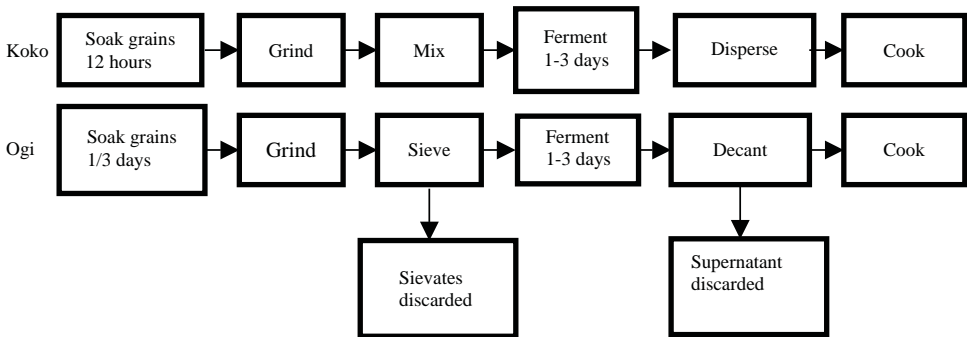 Koko
Soak grains
12 hours
Grind
Mix
Ferment
1-3 days
Disperse
Cook
Ogi
Soak grains
1/3 days
Grind
Sieve
Ferment
1-3 days
Decant
Cook
Sievates
discarded
Supernatant
discarded